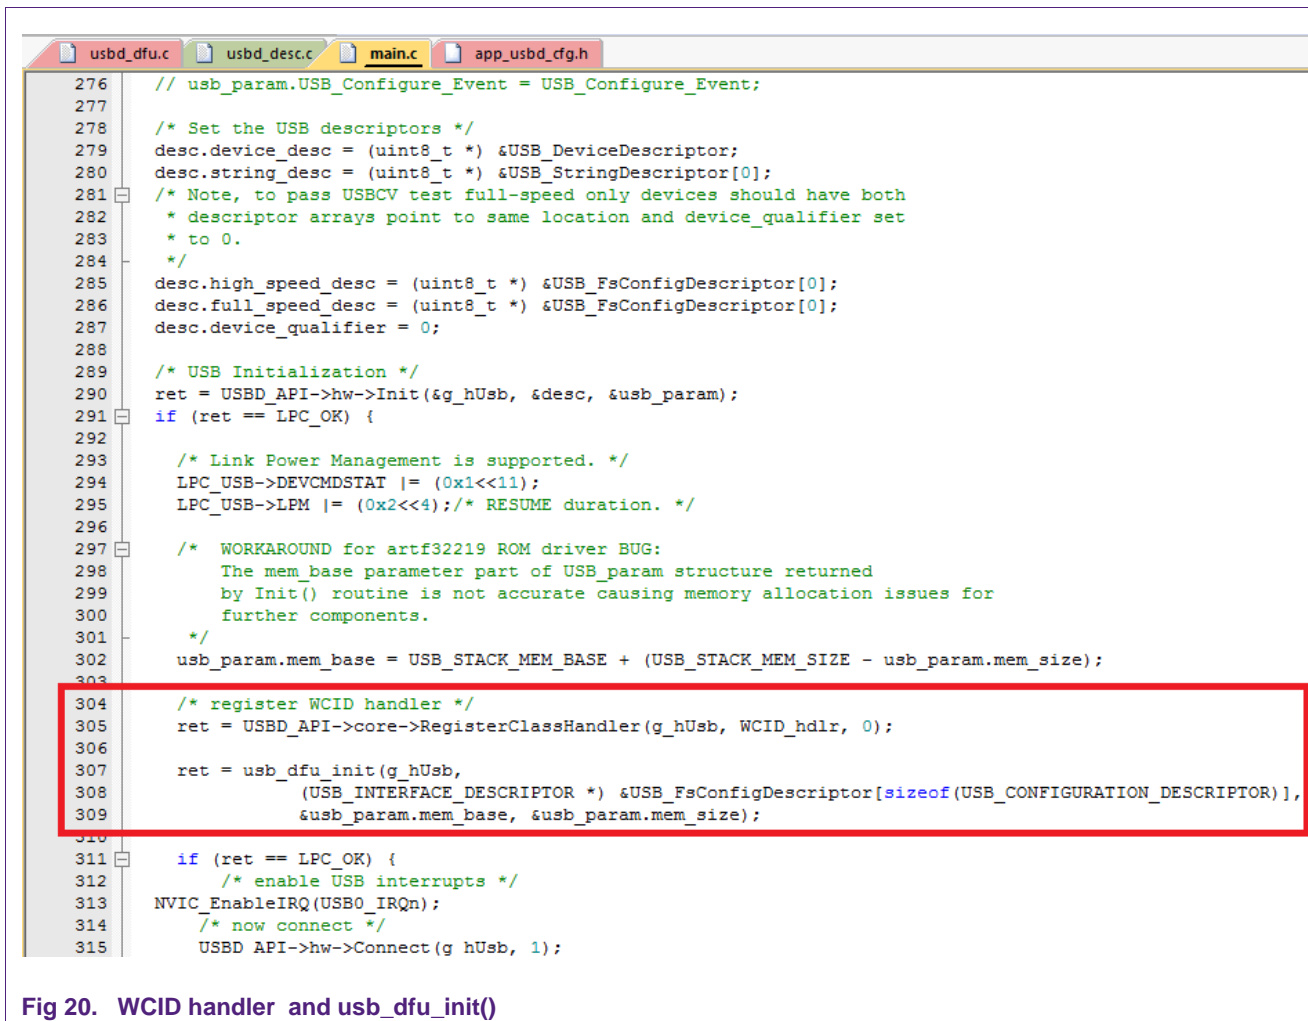 usbd_dfu.c usbd_desc.c main.c app_usbd_cfg.h
276 // usb_param.USB_Configure_Event = USB_Configure_Event;
277
278 /* Set the USB descriptors */
279 desc.device_desc = (uint8_t *) &USB_DeviceDescriptor;
280 desc.string_desc = (uint8_t *) &USB_StringDescriptor[0];
281 /* Note, to pass USBCV test full-speed only devices should have both
282 * descriptor arrays point to same location and device_qualifier set
283 * to 0.
284 */
285 desc.high_speed_desc = (uint8_t *) &USB_FsConfigDescriptor[0];
286 desc.full_speed_desc = (uint8_t *) &USB_FsConfigDescriptor[0];
287 desc.device_qualifier = 0;
288
289 /* USB Initialization */
290 ret = USBD_API->hw->Init(&g_hUsb, &desc, &usb_param);
291 if (ret == LPC_OK) {
292
293 /* Link Power Management is supported. */
294 LPC_USB->DEVCMDSTAT |= (0x1<<11);
295 LPC_USB->LPM |= (0x2<<4);/* RESUME duration. */
296
297 /* WORKAROUND for artf32219 ROM driver BUG:
298 The mem_base parameter part of USB_param structure returned
299 by Init() routine is not accurate causing memory allocation issues for
300 further components.
301 */
302 usb_param.mem_base = USB_STACK_MEM_BASE + (USB_STACK_MEM_SIZE - usb_param.mem_size);
303
304 /* register WCID handler */
305 ret = USBD_API->core->RegisterClassHandler(g_hUsb, WCID_hdlr, 0);
306
307 ret = usb_dfu_init(g_hUsb,
308 (USB_INTERFACE_DESCRIPTOR *) &USB_FsConfigDescriptor[sizeof(USB_CONFIGURATION_DESCRIPTOR)],
309 &usb_param.mem_base, &usb_param.mem_size);
310
311 if (ret == LPC_OK) {
312 /* enable USB interrupts */
313 NVIC_EnableIRQ(USB0_IRQn);
314 /* now connect */
315 USBD_API->hw->Connect(g_hUsb, 1);
Fig 20. WCID handler and usb_dfu_init()